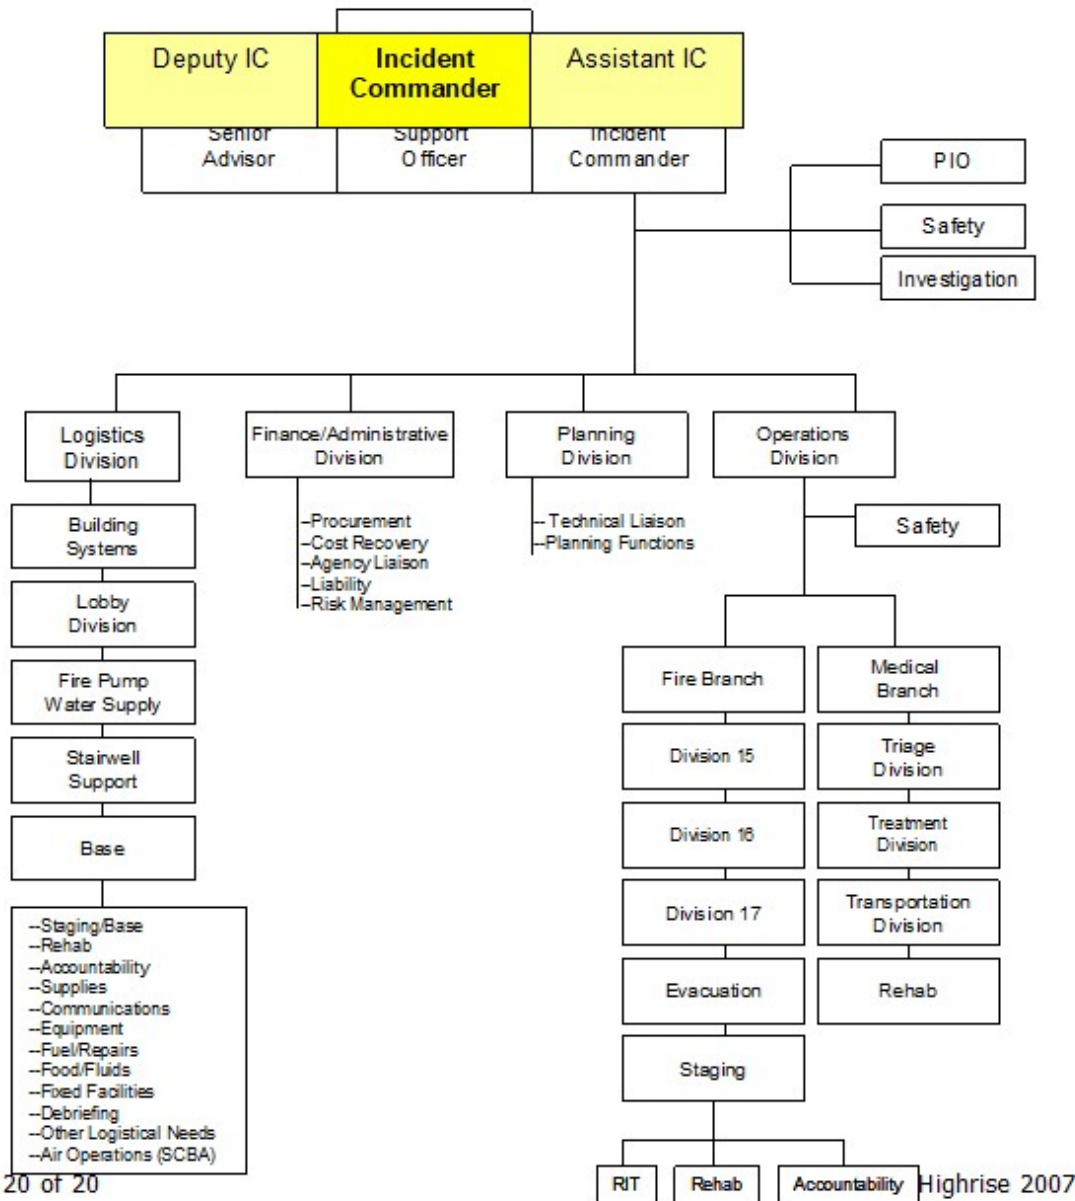 Deputy IC
Incident
Commander
Assistant IC
Senior
Advisor
Support
Officer
Incident
Commander
PIO
Safety
Investigation
Logistics
Division
Finance/Administrative
Division
Planning
Division
Operations
Division
--Procurement
--Cost Recovery
--Agency Liaison
--Liability
--Risk Management
-- Technical Liaison
--Planning Functions
Safety
Building
Systems
Lobby
Division
Fire Pump
Water Supply
Stairwell
Support
Base
--Staging/Base
--Rehab
--Accountability
--Supplies
--Communications
--Equipment
--Fuel/Repairs
--Food/Fluids
--Fixed Facilities
--Debriefing
--Other Logistical Needs
--Air Operations (SCBA)
Fire Branch
Division 15
Division 16
Division 17
Evacuation
Staging
RIT
Rehab
Accountability
Medical
Branch
Triage
Division
Treatment
Division
Transportation
Division
Rehab
20 of 20
Highrise 2007